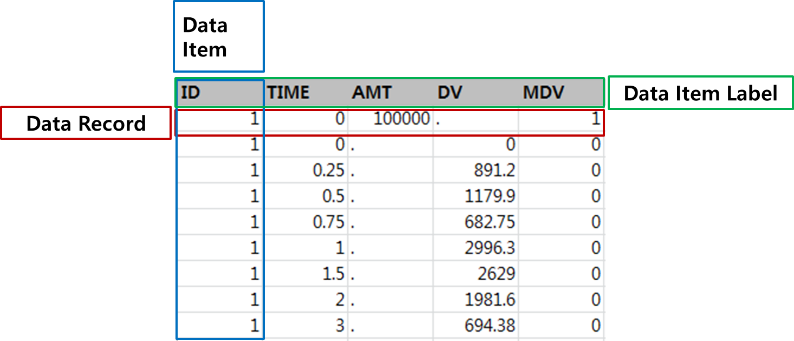 Data
Item
ID TIME AMT DV MDV
Data Item Label
Data Record
1 0 100000 . 1
1 0 . 0 0
1 0.25 . 891.2 0
1 0.5 . 1179.9 0
1 0.75 . 682.75 0
1 1 . 2996.3 0
1 1.5 . 2629 0
1 2 . 1981.6 0
1 3 . 694.38 0